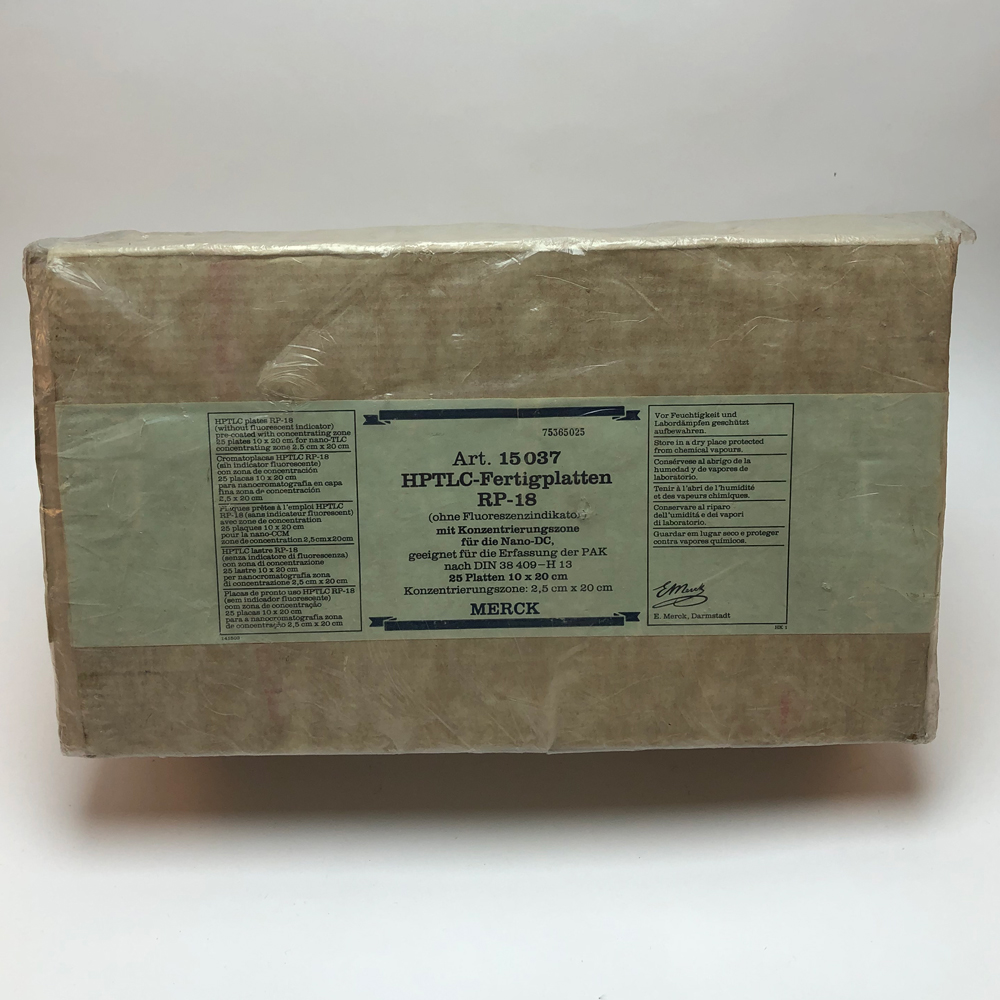 HPTLC plates RP-18
(without fluorescent indicator)
pre-coated with concentrating zone
25 plates 10 x 20 cm for nano-TLC
concentrating zone 2.5 cm x 20 cm
Cromatoplacas HPTLC RP-18
(sin indicator fluorescente)
con zona de concentración
25 placas 10 x 20 cm
para nanocromatografía en capa
fina zona de concentración
2,5 x 20 cm
Plaques prêtes à l'emploi HPTLC
RP-18 (sans indicateur fluorescent)
avec zone de concentration
25 plaques 10 x 20 cm
pour la nano-CCM
zone de concentration 2,5 cm x 20 cm
HPTLC lastre RP-18
(senza indicatore di fluorescenza)
con zona di concentrazione
25 lastre 10 x 20 cm
per nanocromatografia zona
di concentrazione 2,5 cm x 20 cm
Placas de pronto uso HPTLC RP-18
(sem indicador fluorescente)
com zona de concentração
25 placas 10 x 20 cm
para a nanocromatografia zona
de concentração 2,5 cm x 20 cm
75365025
Art. 15 037
HPTLC-Fertigplatten
RP-18
(ohne Fluoreszenzindikator)
mit Konzentrierungszone
für die Nano-DC,
geeignet für die Erfassung der PAK
nach DIN 38 409-H 13
25 Platten 10 x 20 cm
Konzentrierungszone: 2,5 cm x 20 cm
MERCK
Vor Feuchtigkeit und
Labordämpfen geschützt
aufbewahren.
Store in a dry place protected
from chemical vapours.
Consérvese al abrigo de la
humedad y de vapores de
laboratorio.
Tenir à l'abri de l'humidité
et des vapeurs chimiques.
Conservare al riparo
dell'umidità e dei vapori
di laboratorio.
Guardar em lugar seco e proteger
contra vapores químicos.
E. Merck
E. Merck, Darmstadt